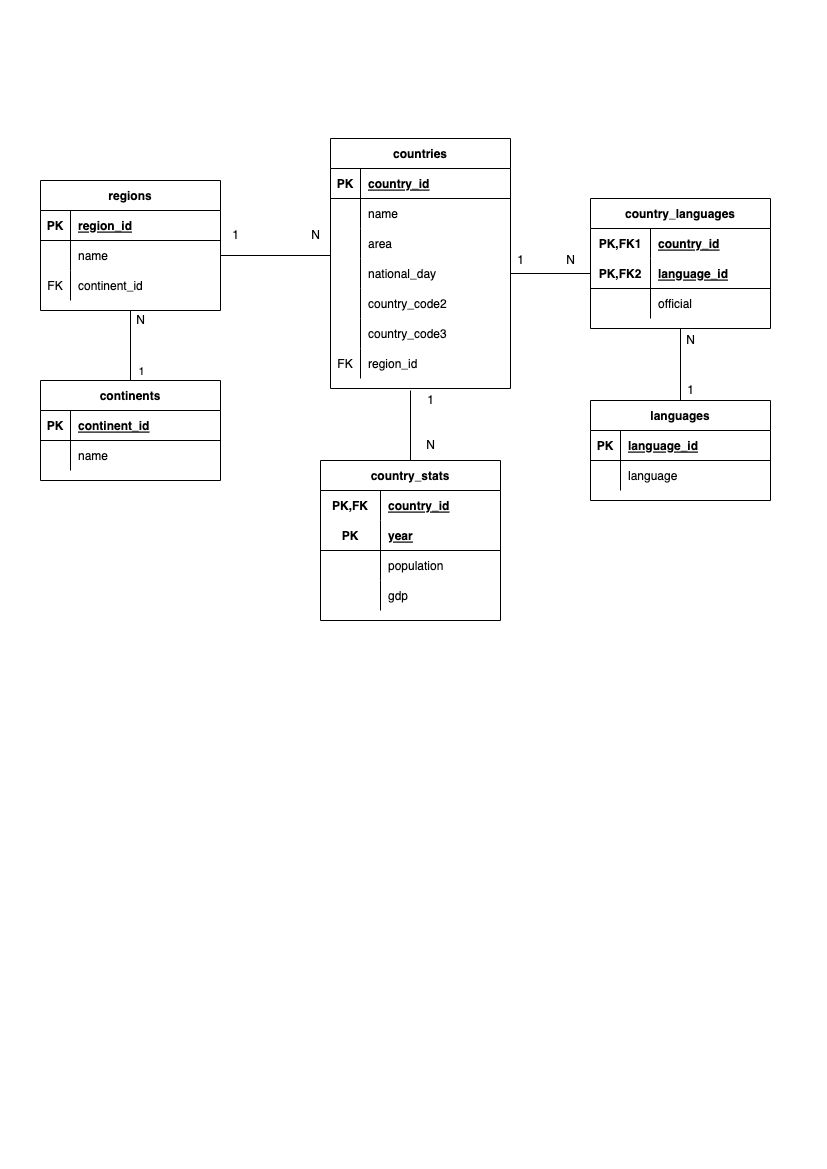 countries
PK country_id
name
area
national_day
country_code2
country_code3
FK region_id
regions
PK region_id
name
FK continent_id
1 N
country_languages
PK,FK1 country_id
PK,FK2 language_id
official
1 N
N
1
continents
PK continent_id
name
1
N
country_stats
PK,FK country_id
PK year
population
gdp
N
1
languages
PK language_id
language